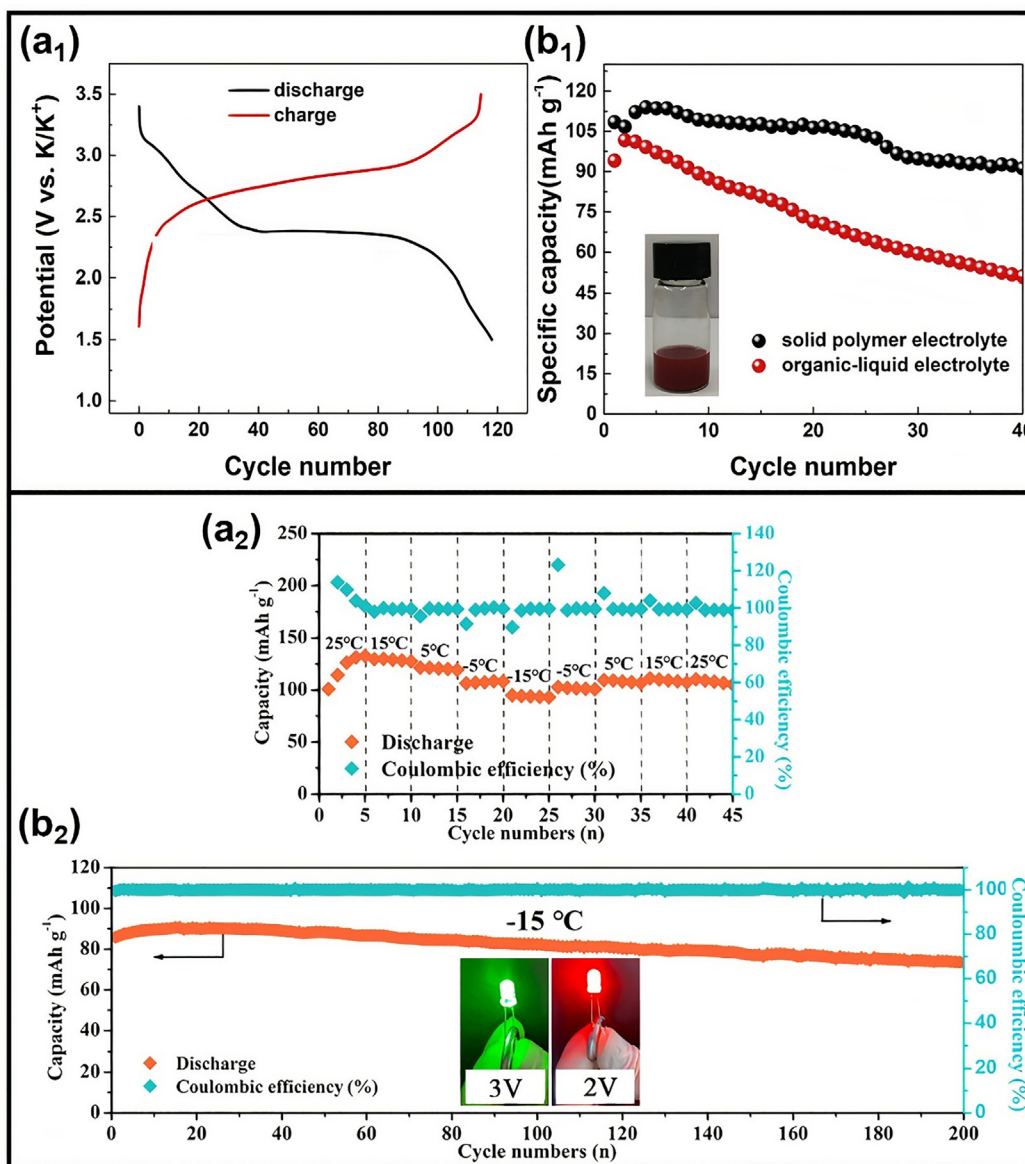 (a1)
3.5
3.0
2.5
2.0
1.5
1.0
Potential (V vs. K/K+)
discharge
charge
0 20 40 60 80 100 120
Cycle number
(b1)
120
105
90
75
60
45
30
15
0
Specific capacity(mAh g-1)
solid polymer electrolyte
organic-liquid electrolyte
0 10 20 30 40
Cycle number
(a2)
250
200
150
100
50
0
Capacity (mAh g-1)
140
120
100
80
60
40
20
0
Coulombic efficiency (%)
25°C 15°C 5°C -5°C -15°C -5°C 5°C 15°C 25°C
Discharge
Coulombic efficiency (%)
0 5 10 15 20 25 30 35 40 45
Cycle numbers (n)
(b2)
120
100
80
60
40
20
0
Capacity (mAh g-1)
-15 °C
3V 2V
Discharge
Coulombic efficiency (%)
100
80
60
40
20
0
Couloumbic efficiency (%)
0 20 40 60 80 100 120 140 160 180 200
Cycle numbers (n)